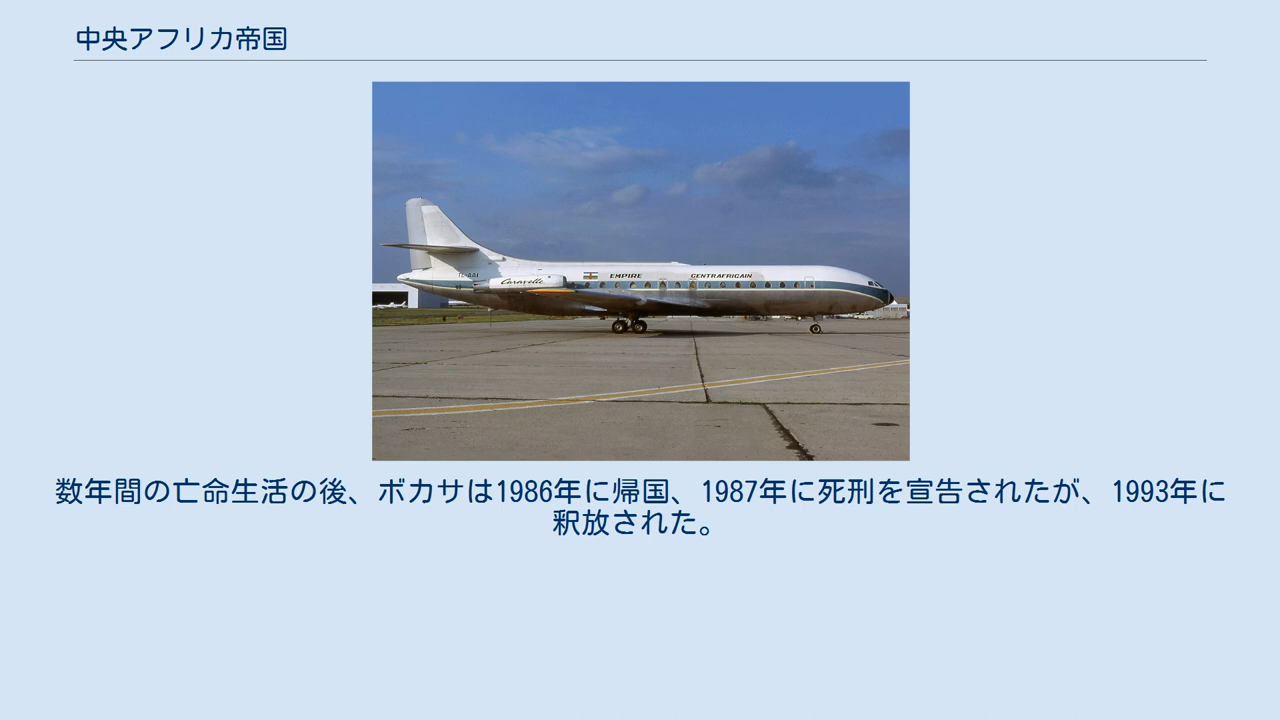 中央アフリカ帝国
TL-AAI
Caravelle
EMPIRE CENTRAFRICAIN
数年間の亡命生活の後、ボカサは1986年に帰国、1987年に死刑を宣告されたが、1993年に
釈放された。